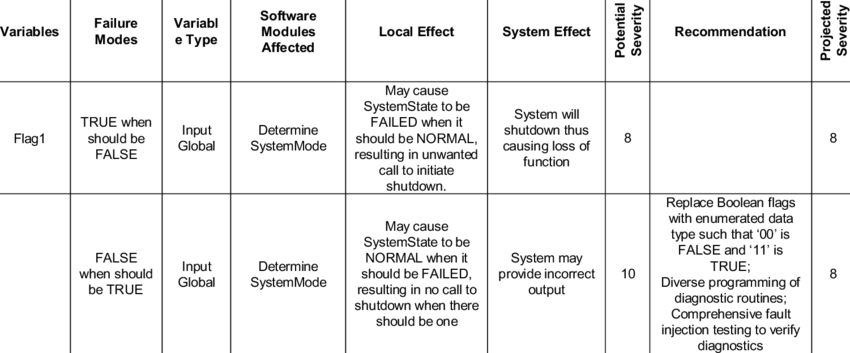 Variables
Failure
Modes
Variabl
e Type
Software
Modules
Affected
Local Effect
System Effect
Potential
Severity
Recommendation
Projected
Severity
Flag1
TRUE when
should be
FALSE
Input
Global
Determine
SystemMode
May cause
SystemState to be
FAILED when it
should be NORMAL,
resulting in unwanted
call to initiate
shutdown.
System will
shutdown thus
causing loss of
function
8
8
FALSE
when should
be TRUE
Input
Global
Determine
SystemMode
May cause
SystemState to be
NORMAL when it
should be FAILED,
resulting in no call to
shutdown when there
should be one
System may
provide incorrect
output
10
Replace Boolean flags
with enumerated data
type such that ‘00’ is
FALSE and ‘11’ is
TRUE;
Diverse programming of
diagnostic routines;
Comprehensive fault
injection testing to verify
diagnostics
8